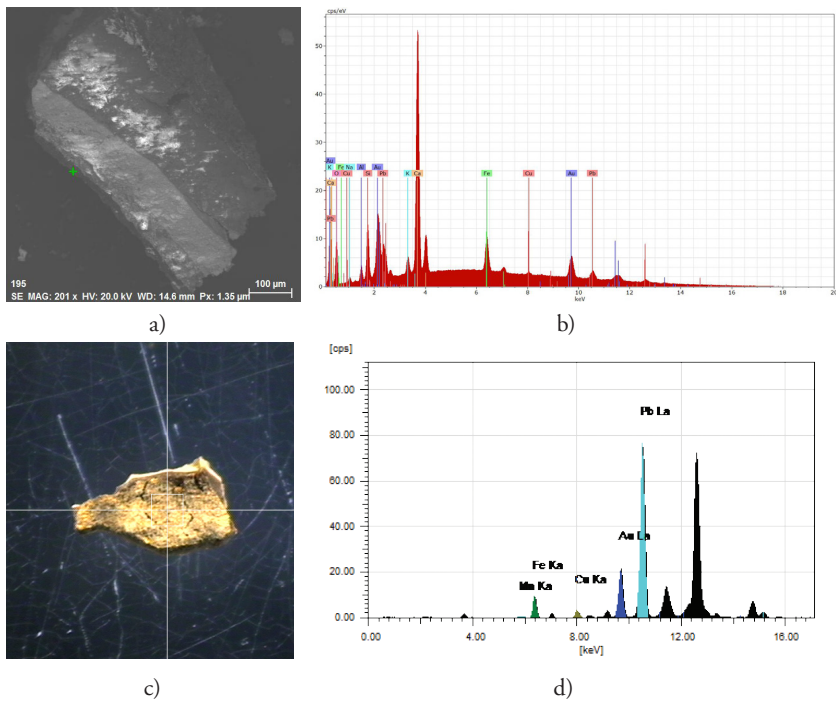 195
SE MAG: 201 x HV: 20.0 kV WD: 14.6 mm Px: 1.35 µm
100 µm
a)
cps/eV
50
40
30
20
10
0
Au
K
O
Fe Na
Cu
Ca
Pb
Al
Si
Au
Pb
K
Ca
Fe
Cu
Au
Pb
2
4
6
8
10
12
14
16
18
20
keV
b)
c)
[cps]
100.00
80.00
60.00
40.00
20.00
0.00
Pb La
Au La
Fe Ka
Cu Ka
Mn Ka
0.00
4.00
8.00
12.00
16.00
[keV]
d)